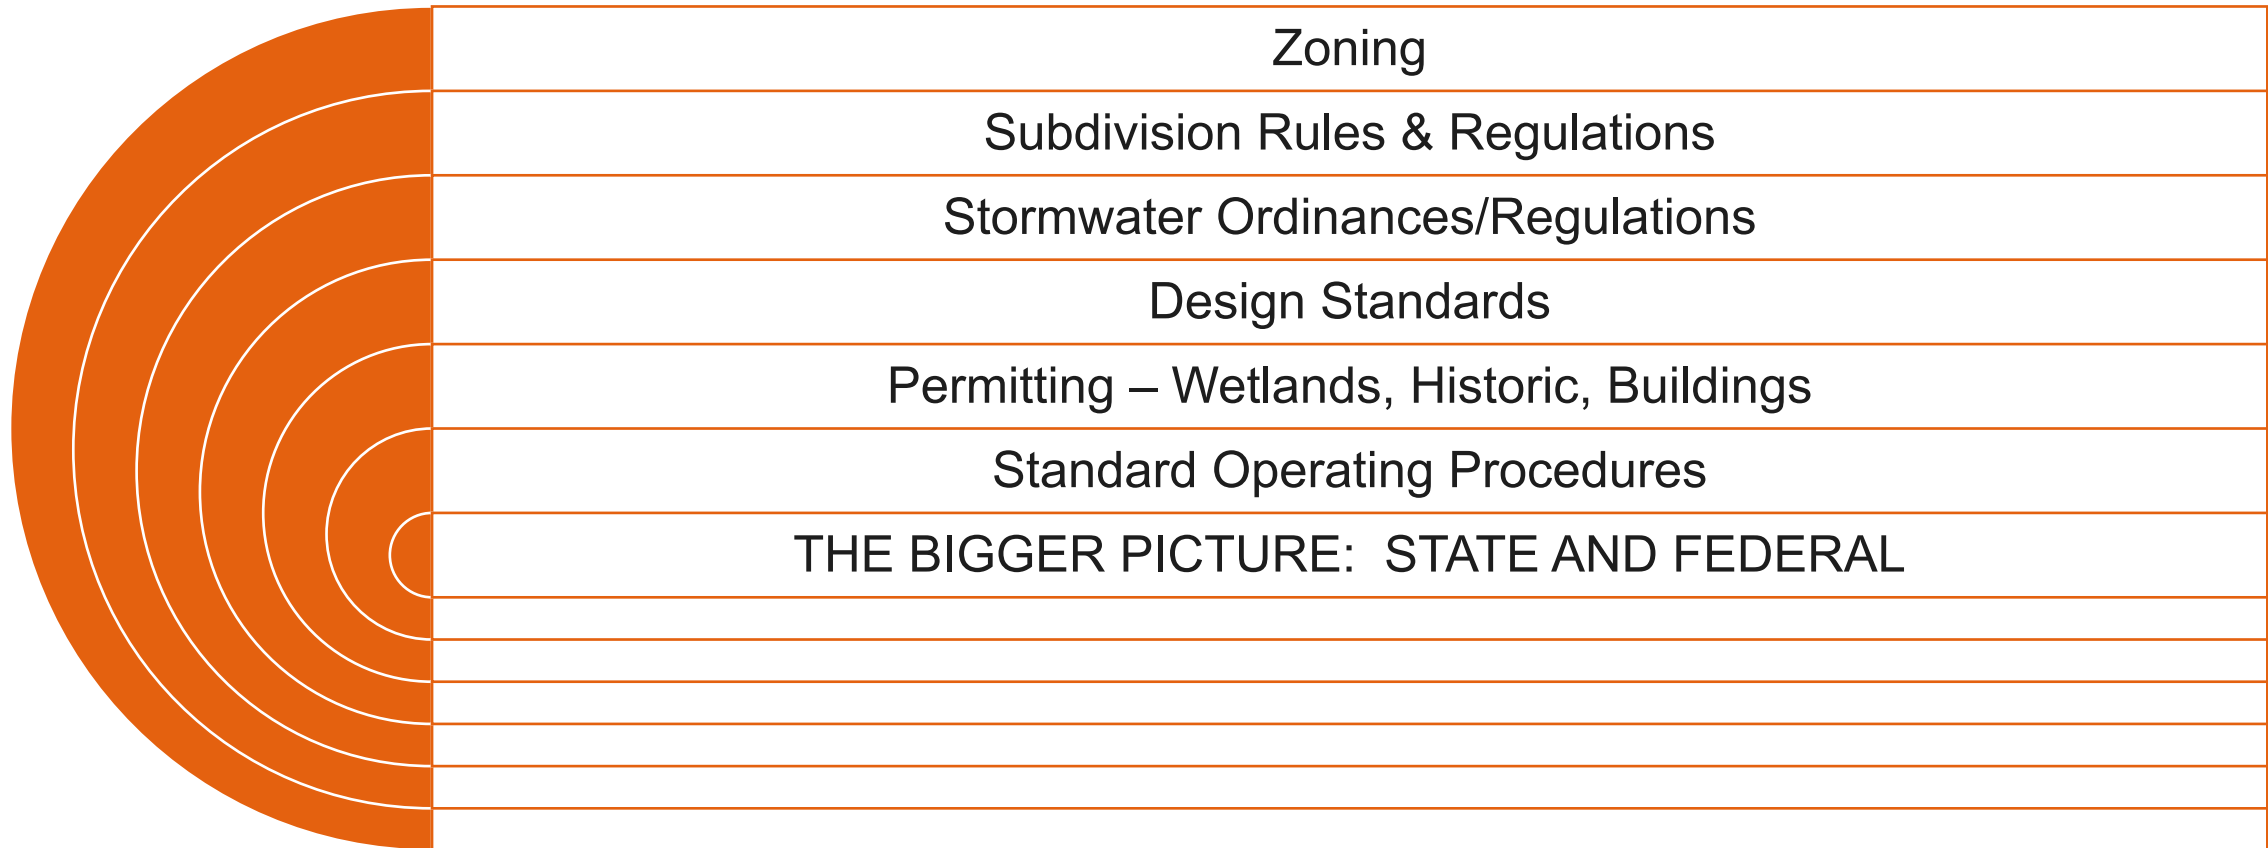 Zoning
Subdivision Rules & Regulations
Stormwater Ordinances/Regulations
Design Standards
Permitting – Wetlands, Historic, Buildings
Standard Operating Procedures
THE BIGGER PICTURE:  STATE AND FEDERAL